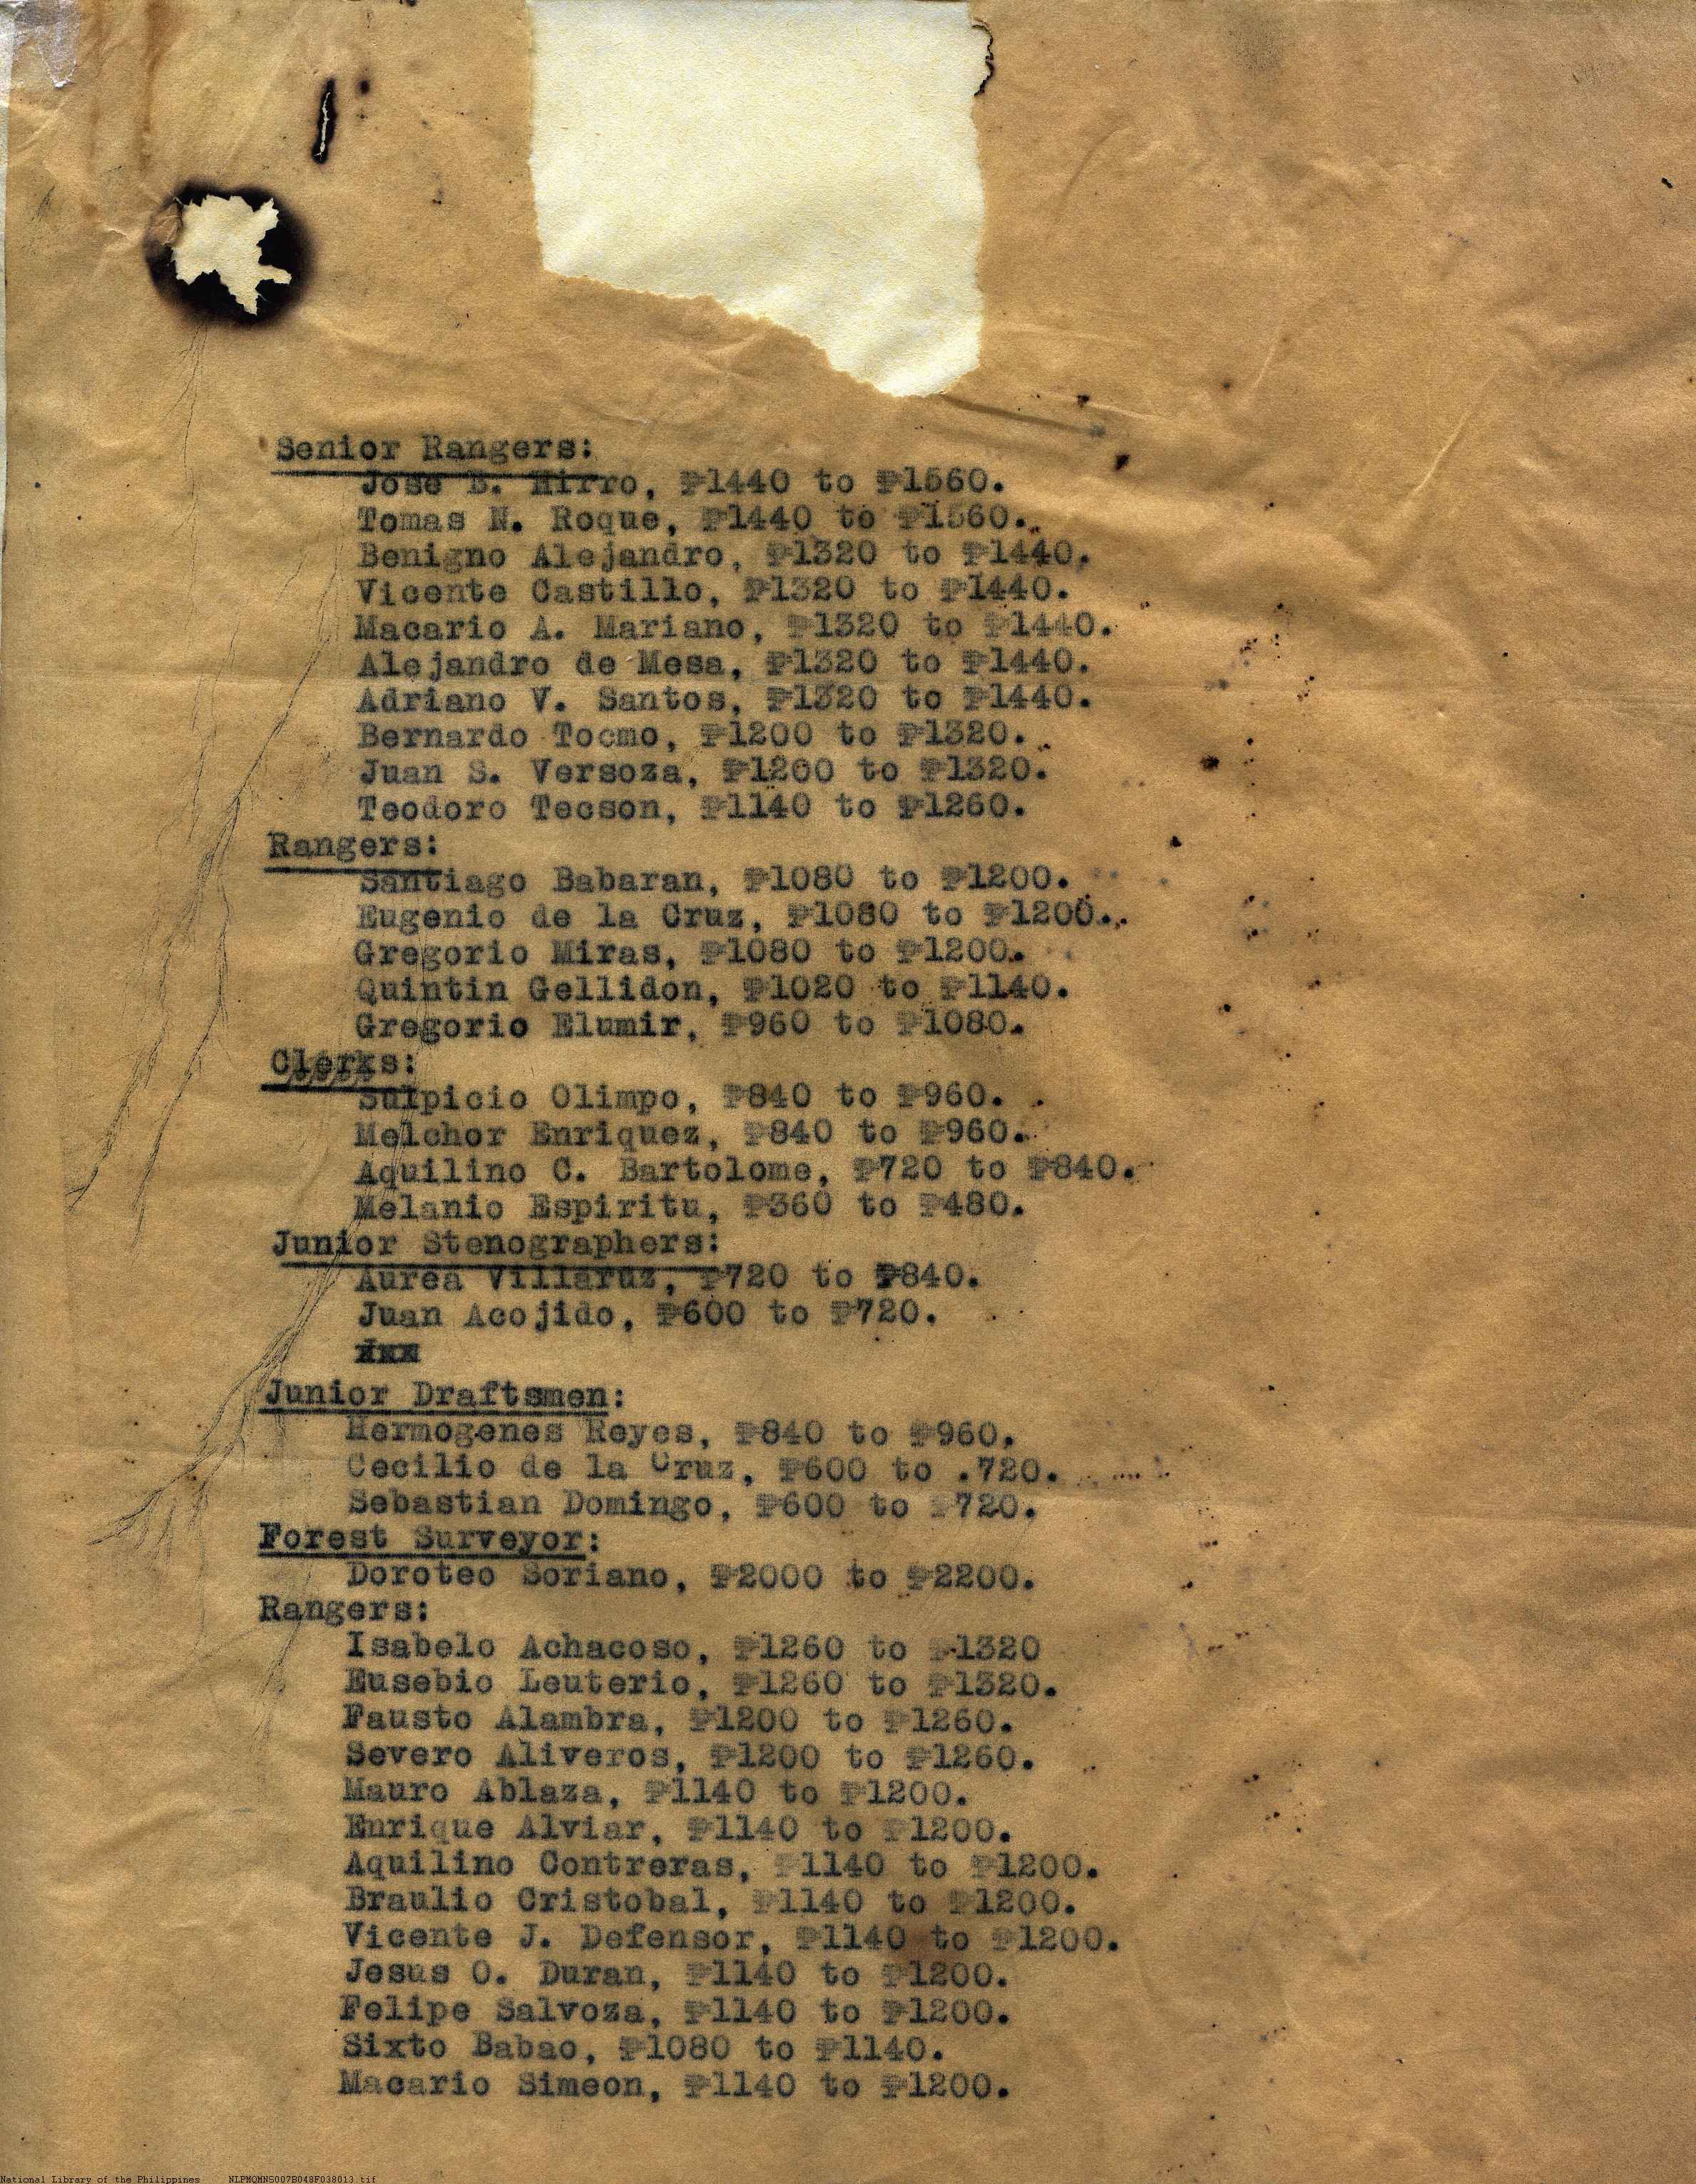 Senior Rangers:
Jose B. Mirro, ₱1440 to ₱1560.
Tomas N. Roque, ₱1440 to ₱1560.
Benigno Alejandro, ₱1320 to ₱1440.
Vicente Castillo, ₱1320 to ₱1440.
Macario A. Mariano, ₱1320 to ₱1440.
Alejandro de Mesa, ₱1320 to ₱1440.
Adriano V. Santos, ₱1320 to ₱1440.
Bernardo Tocmo, ₱1200 to ₱1320.
Juan S. Versoza, ₱1200 to ₱1320.
Teodoro Tecson, ₱1140 to ₱1260.
Rangers:
Santiago Babaran, ₱1080 to ₱1200.
Eugenio de la Cruz, ₱1080 to ₱1200.
Gregorio Miras, ₱1080 to ₱1200.
Quintin Gellidon, ₱1020 to ₱1140.
Gregorio Elumir, ₱960 to ₱1080.
Clerks:
Sulpicio Olimpo, ₱840 to ₱960.
Melchor Enriquez, ₱840 to ₱960.
Aquilino C. Bartolome, ₱720 to ₱840.
Melanio Espiritu, ₱360 to ₱480.
Junior Stenographers:
Aurea Villaruz, ₱720 to ₱840.
Juan Acojido, ₱600 to ₱720.
Junior Draftsmen:
Hermogenes Reyes, ₱840 to ₱960.
Cecilio de la Cruz, ₱600 to .720.
Sebastian Domingo, ₱600 to ₱720.
Forest Surveyor:
Doroteo Soriano, ₱2000 to ₱2200.
Rangers:
Isabelo Achacoso, ₱1260 to ₱1320
Eusebio Leuterio, ₱1260 to ₱1320.
Fausto Alambra, ₱1200 to ₱1260.
Severo Aliveros, ₱1200 to ₱1260.
Mauro Ablaza, ₱1140 to ₱1200.
Enrique Alviar, ₱1140 to ₱1200.
Aquilino Contreras, ₱1140 to ₱1200.
Braulio Cristobal, ₱1140 to ₱1200.
Vicente J. Defensor, ₱1140 to ₱1200.
Jesus O. Duran, ₱1140 to ₱1200.
Felipe Salvoza, ₱1140 to ₱1200.
Sixto Babao, ₱1080 to ₱1140.
Macario Simeon, ₱1140 to ₱1200.
National Library of the Philippines NLPMQMNS007B048F038013.tif